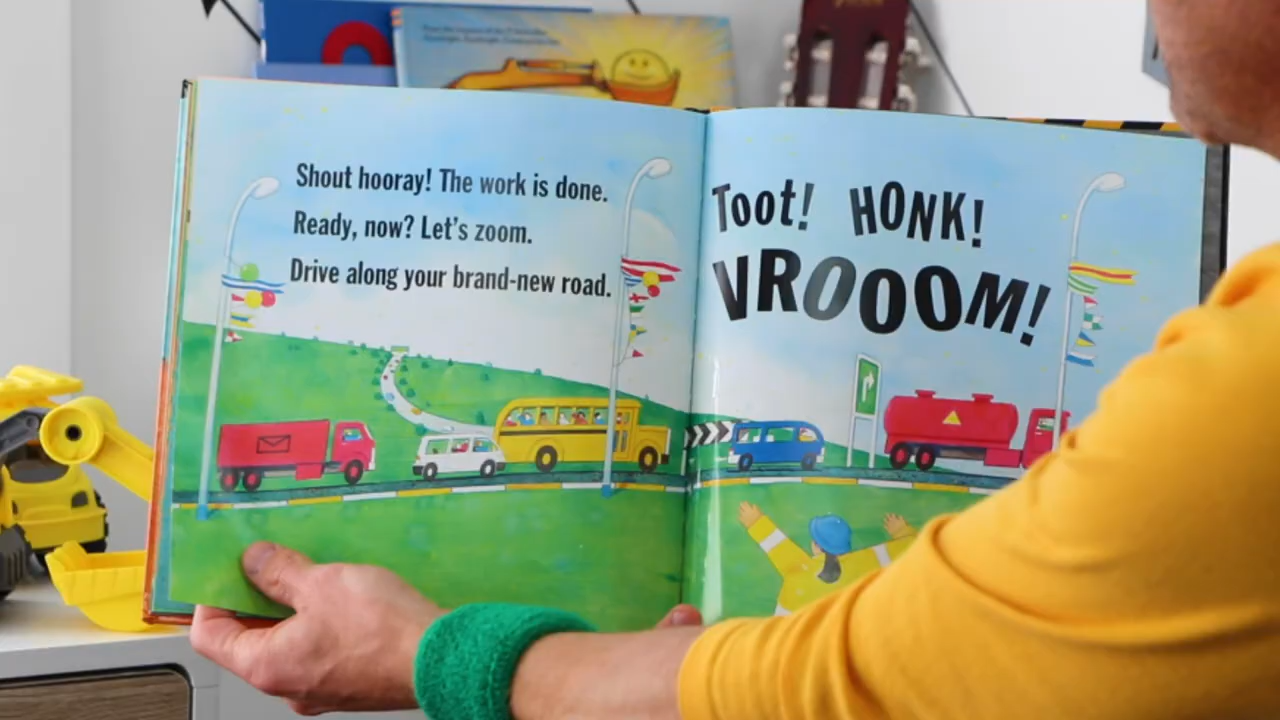 Shout hooray! The work is done.
Ready, now? Let's zoom.
Drive along your brand-new road.
Toot! HONK!
VROOOM!